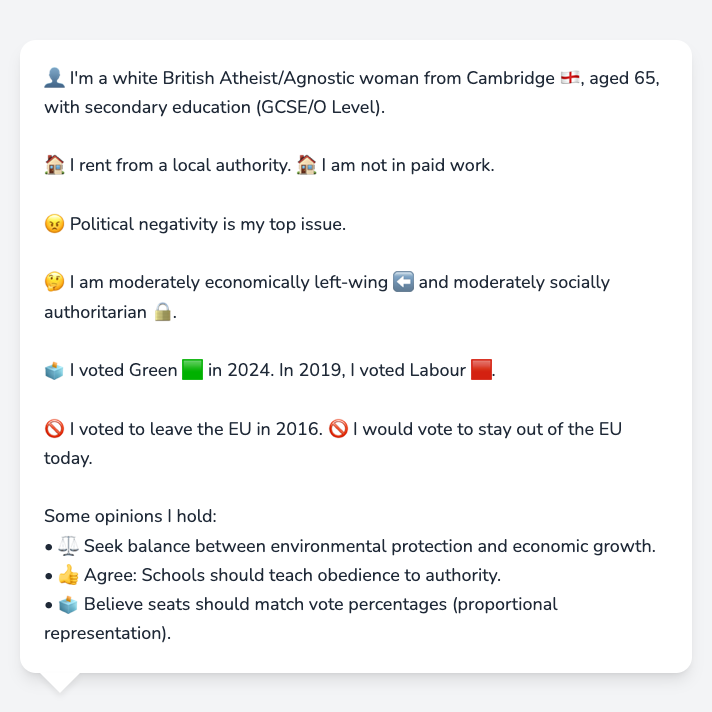 👤 I'm a white British Atheist/Agnostic woman from Cambridge 🏴󠁧󠁢󠁥󠁮󠁧󠁿, aged 65,
with secondary education (GCSE/O Level).
🏠 I rent from a local authority. 🏠 I am not in paid work.
😠 Political negativity is my top issue.
🤔 I am moderately economically left-wing ⬅️ and moderately socially
authoritarian 🔒.
🗳️ I voted Green 🟩 in 2024. In 2019, I voted Labour 🟥.
🚫 I voted to leave the EU in 2016. 🚫 I would vote to stay out of the EU
today.
Some opinions I hold:
• ⚖️ Seek balance between environmental protection and economic growth.
• 👍 Agree: Schools should teach obedience to authority.
• 🗳️ Believe seats should match vote percentages (proportional
representation).